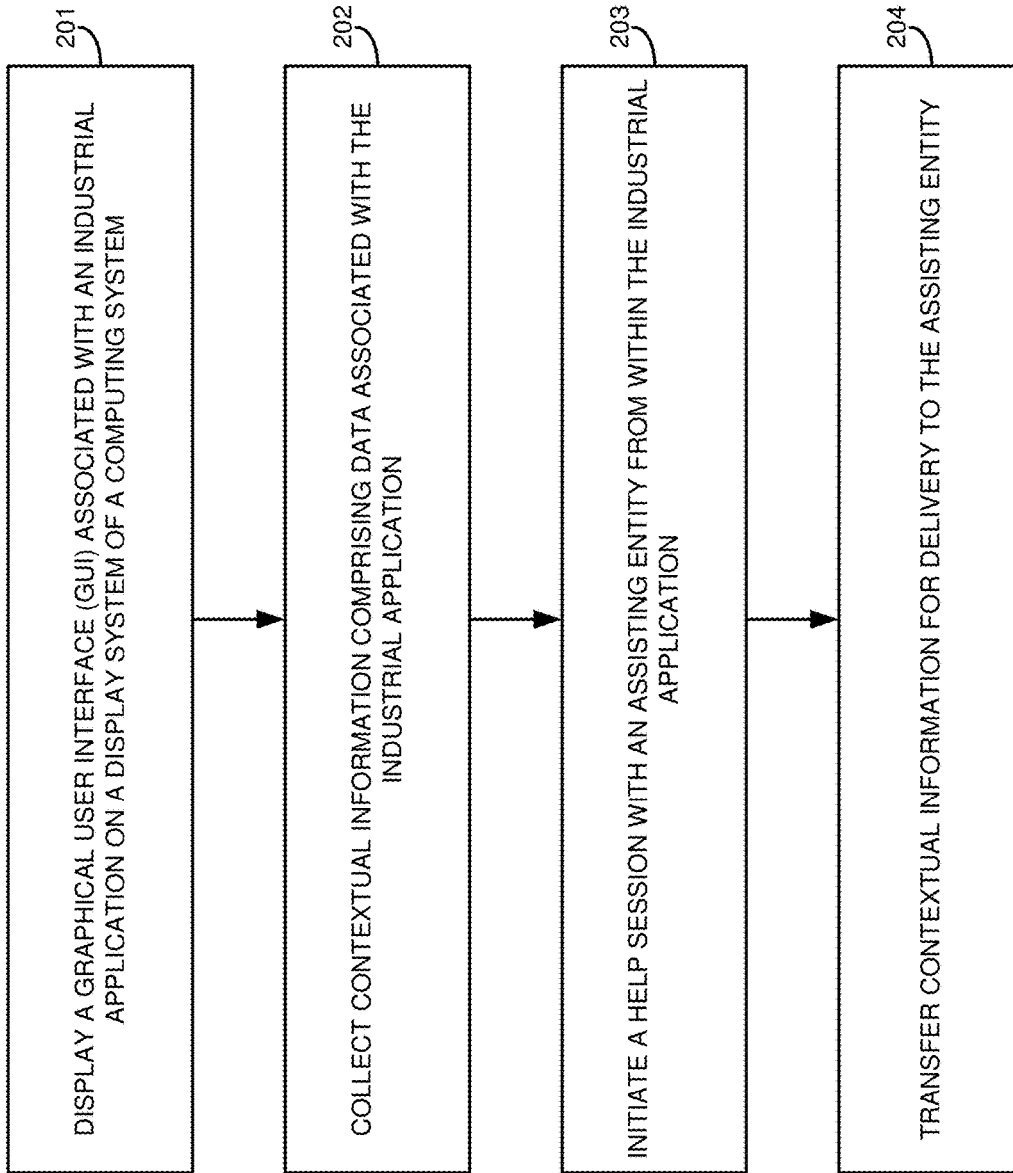 201
DISPLAY A GRAPHICAL USER INTERFACE (GUI) ASSOCIATED WITH AN INDUSTRIAL
APPLICATION ON A DISPLAY SYSTEM OF A COMPUTING SYSTEM
202
COLLECT CONTEXTUAL INFORMATION COMPRISING DATA ASSOCIATED WITH THE
INDUSTRIAL APPLICATION
203
INITIATE A HELP SESSION WITH AN ASSISTING ENTITY FROM WITHIN THE INDUSTRIAL
APPLICATION
204
TRANSFER CONTEXTUAL INFORMATION FOR DELIVERY TO THE ASSISTING ENTITY